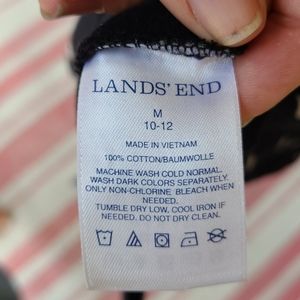 LANDS' END
M
10-12
MADE IN VIETNAM
100% COTTON/BAUMWOLLE
MACHINE WASH COLD NORMAL.
WASH DARK COLORS SEPARATELY.
ONLY NON-CHLORINE BLEACH WHEN
NEEDED.
TUMBLE DRY LOW, COOL IRON IF
NEEDED. DO NOT DRY CLEAN.